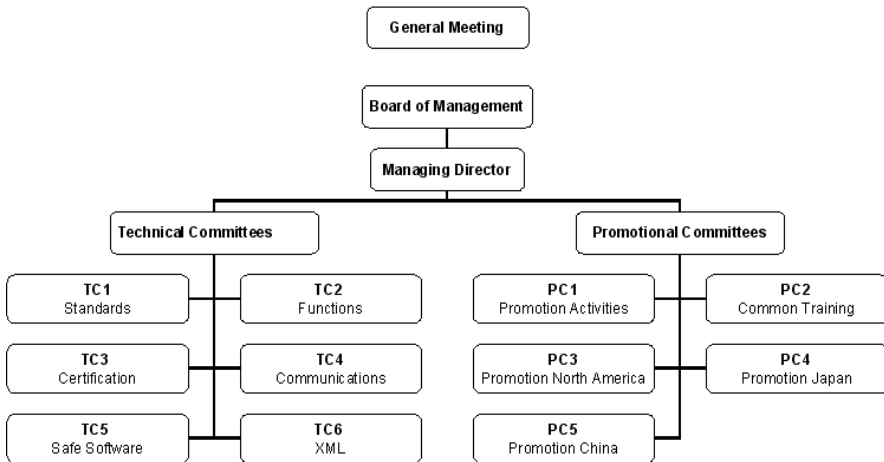 General Meeting
Board of Management
Managing Director
Technical Committees
Promotional Committees
TC1
Standards
TC2
Functions
PC1
Promotion Activities
PC2
Common Training
TC3
Certification
TC4
Communications
PC3
Promotion North America
PC4
Promotion Japan
TC5
Safe Software
TC6
XML
PC5
Promotion China